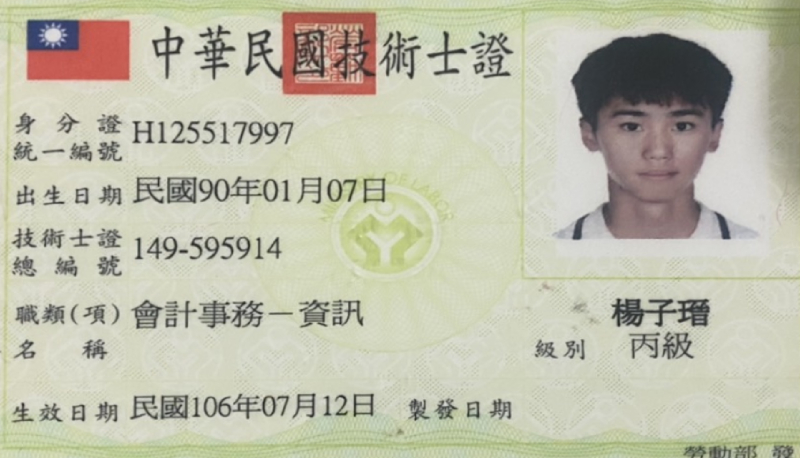 中華民國技術士證
身分證統一編號 H125517997
出生日期 民國90年01月07日
MINISTRY OF LABOR
技術士證總編號 149-595914
職類(項)名稱 會計事務－資訊
楊子瑨
級別 丙級
生效日期 民國106年07月12日 製發日期
勞動部 發